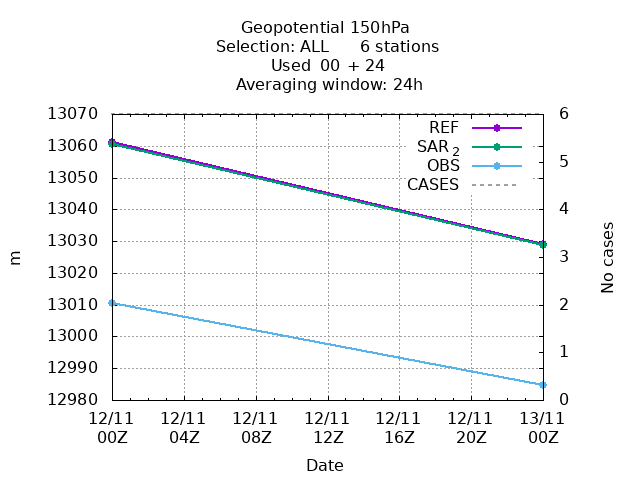 Geopotential 150hPa
Selection: ALL 6 stations
Used 00 + 24
Averaging window: 24h
13070
13060
13050
13040
13030
13020
13010
13000
12990
12980
m
6
5
4
3
2
1
0
No cases
REF
SAR 2
OBS
CASES
12/11 12/11 12/11 12/11 12/11 12/11 13/11
00Z 04Z 08Z 12Z 16Z 20Z 00Z
Date